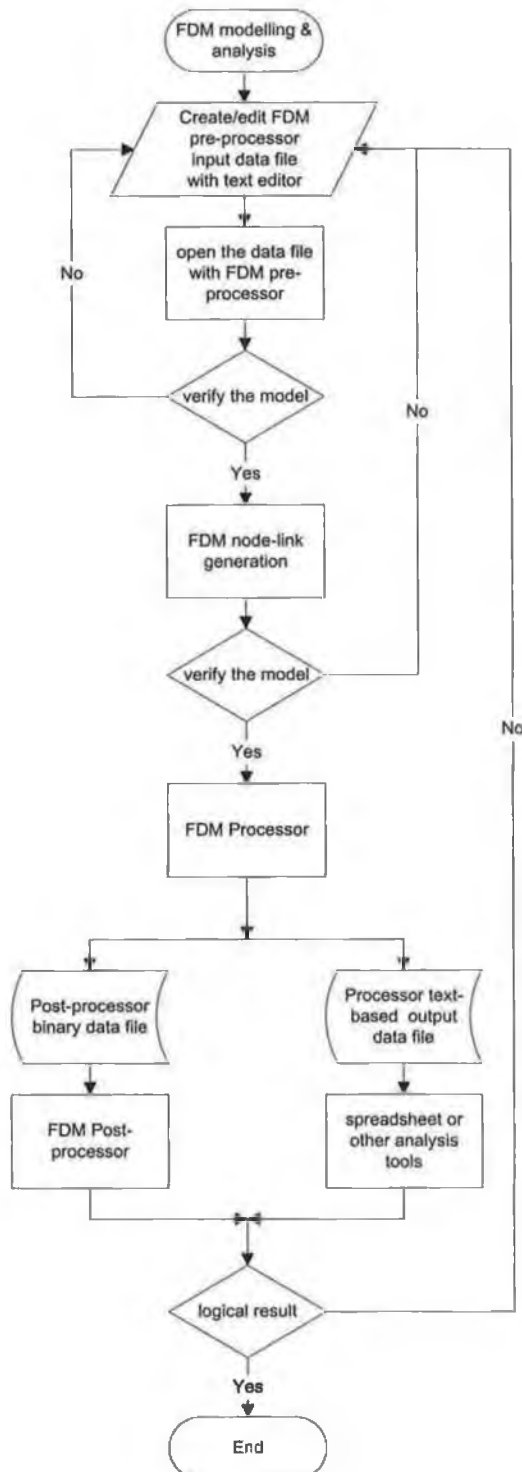 FDM modelling &
analysis
Create/edit FDM
pre-processor
input data file
with text editor
open the data file
with FDM pre-
processor
No
verify the model
No
Yes
FDM node-link
generation
verify the model
No
Yes
FDM Processor
Post-processor
binary data file
Processor text-
based output
data file
FDM Post-
processor
spreadsheet or
other analysis
tools
logical result
Yes
End